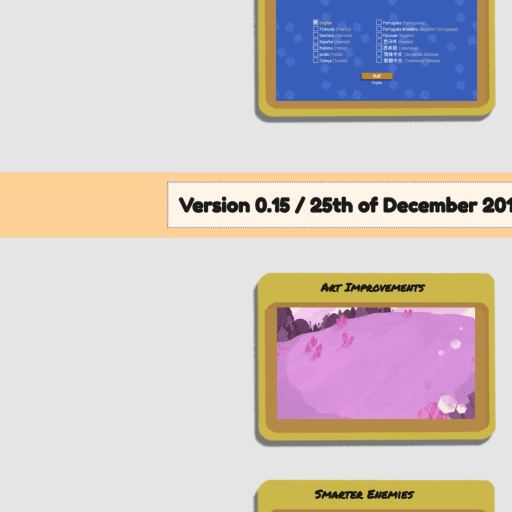 English
Français (French)
Deutsch (German)
Español (Spanish)
Italiano (Italian)
polski (Polish)
Türkçe (Turkish)
Português (Portuguese)
Português Brasileiro (Brazilian Portuguese)
Русский (Russian)
한국어 (Korean)
日本語 (Japanese)
简体中文 (Simplified Chinese)
繁體中文 (Traditional Chinese)
English
Version 0.15 / 25th of December 201
Art Improvements
Smarter Enemies